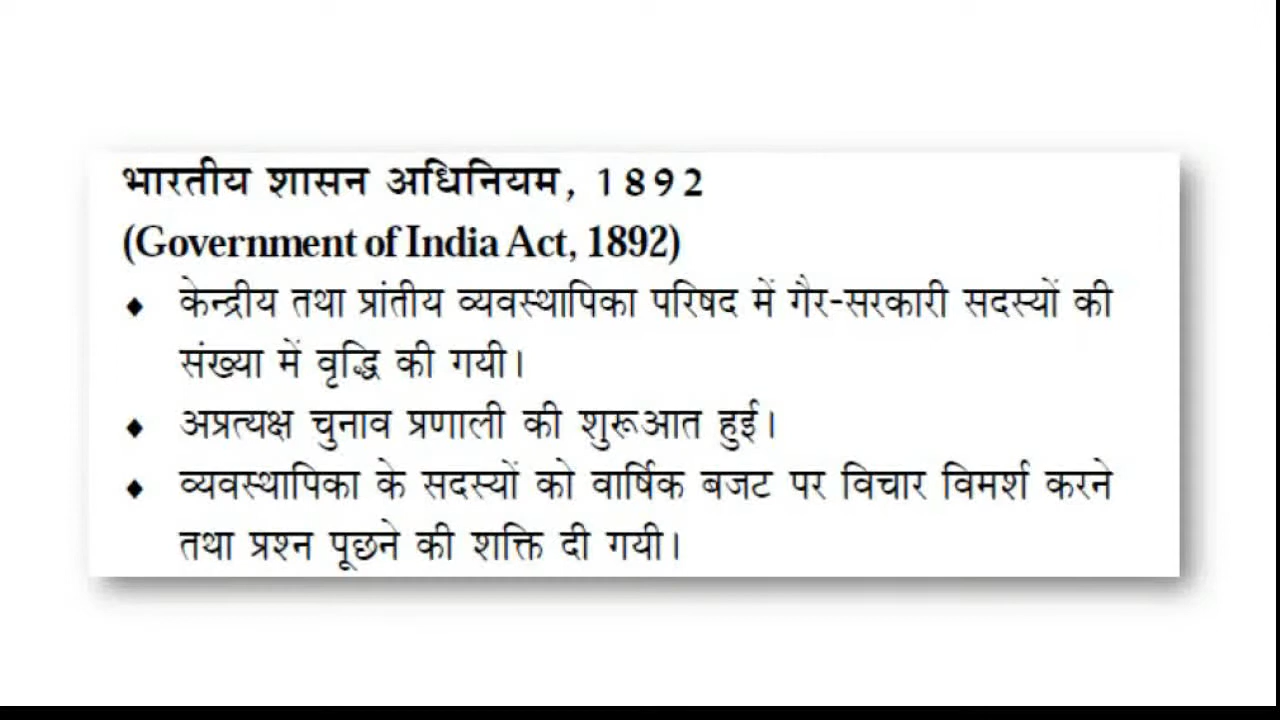 भारतीय शासन अधिनियम, 1892
(Government of India Act, 1892)
♦ केन्द्रीय तथा प्रांतीय व्यवस्थापिका परिषद में गैर-सरकारी सदस्यों की
संख्या में वृद्धि की गयी।
♦ अप्रत्यक्ष चुनाव प्रणाली की शुरूआत हुई।
♦ व्यवस्थापिका के सदस्यों को वार्षिक बजट पर विचार विमर्श करने
तथा प्रश्न पूछने की शक्ति दी गयी।